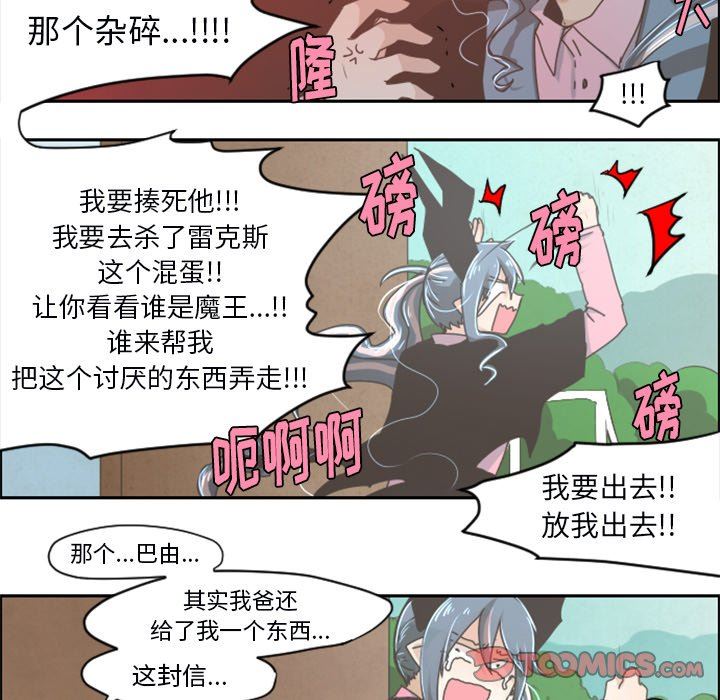 那个杂碎...!!!!
隆
!!!
我要揍死他!!!
我要去杀了雷克斯
这个混蛋!!
让你看看谁是魔王...!!
谁来帮我
把这个讨厌的东西弄走!!!
磅
磅
磅
呃啊啊
我要出去!!
放我出去!!
那个...巴由...
其实我爸还
给了我一个东西...
这封信...
TOOMICS.COM